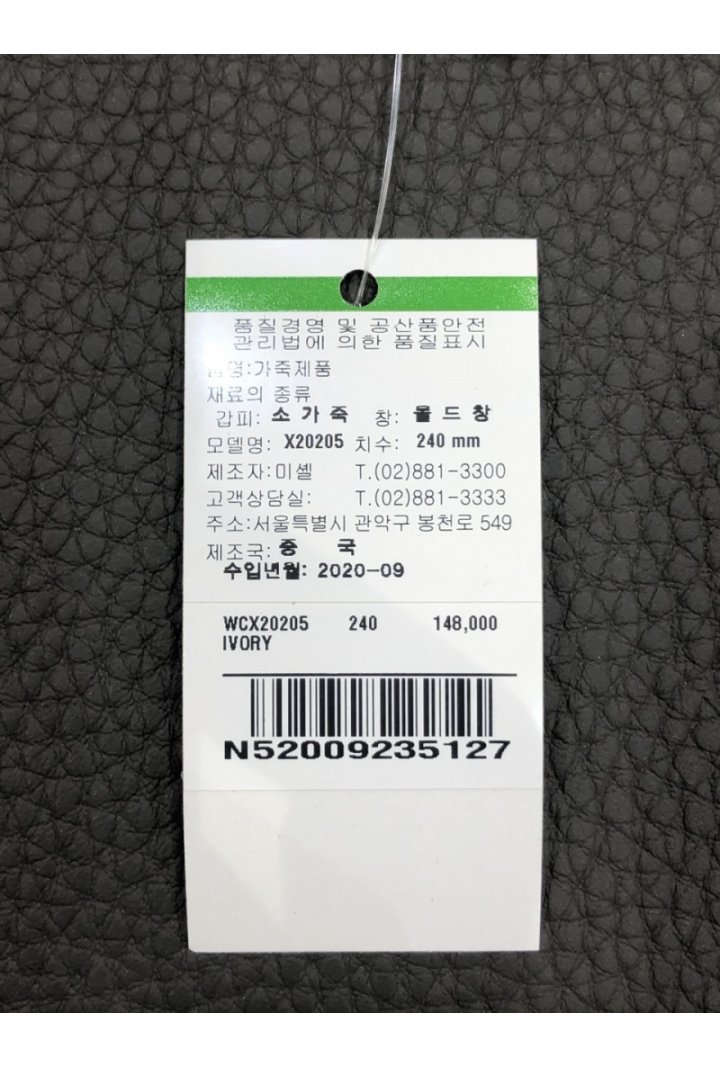 품질경영 및 공산품안전
관리법에 의한 품질표시
품명:가죽제품
재료의 종류
갑피: 소가죽 창: 몰드창
모델명: X20205 치수: 240 mm
제조자:미셸 T.(02)881-3300
고객상담실: T.(02)881-3333
주소:서울특별시 관악구 봉천로 549
제조국: 중 국
수입년월: 2020-09
WCX20205 240 148,000
IVORY
N52009235127